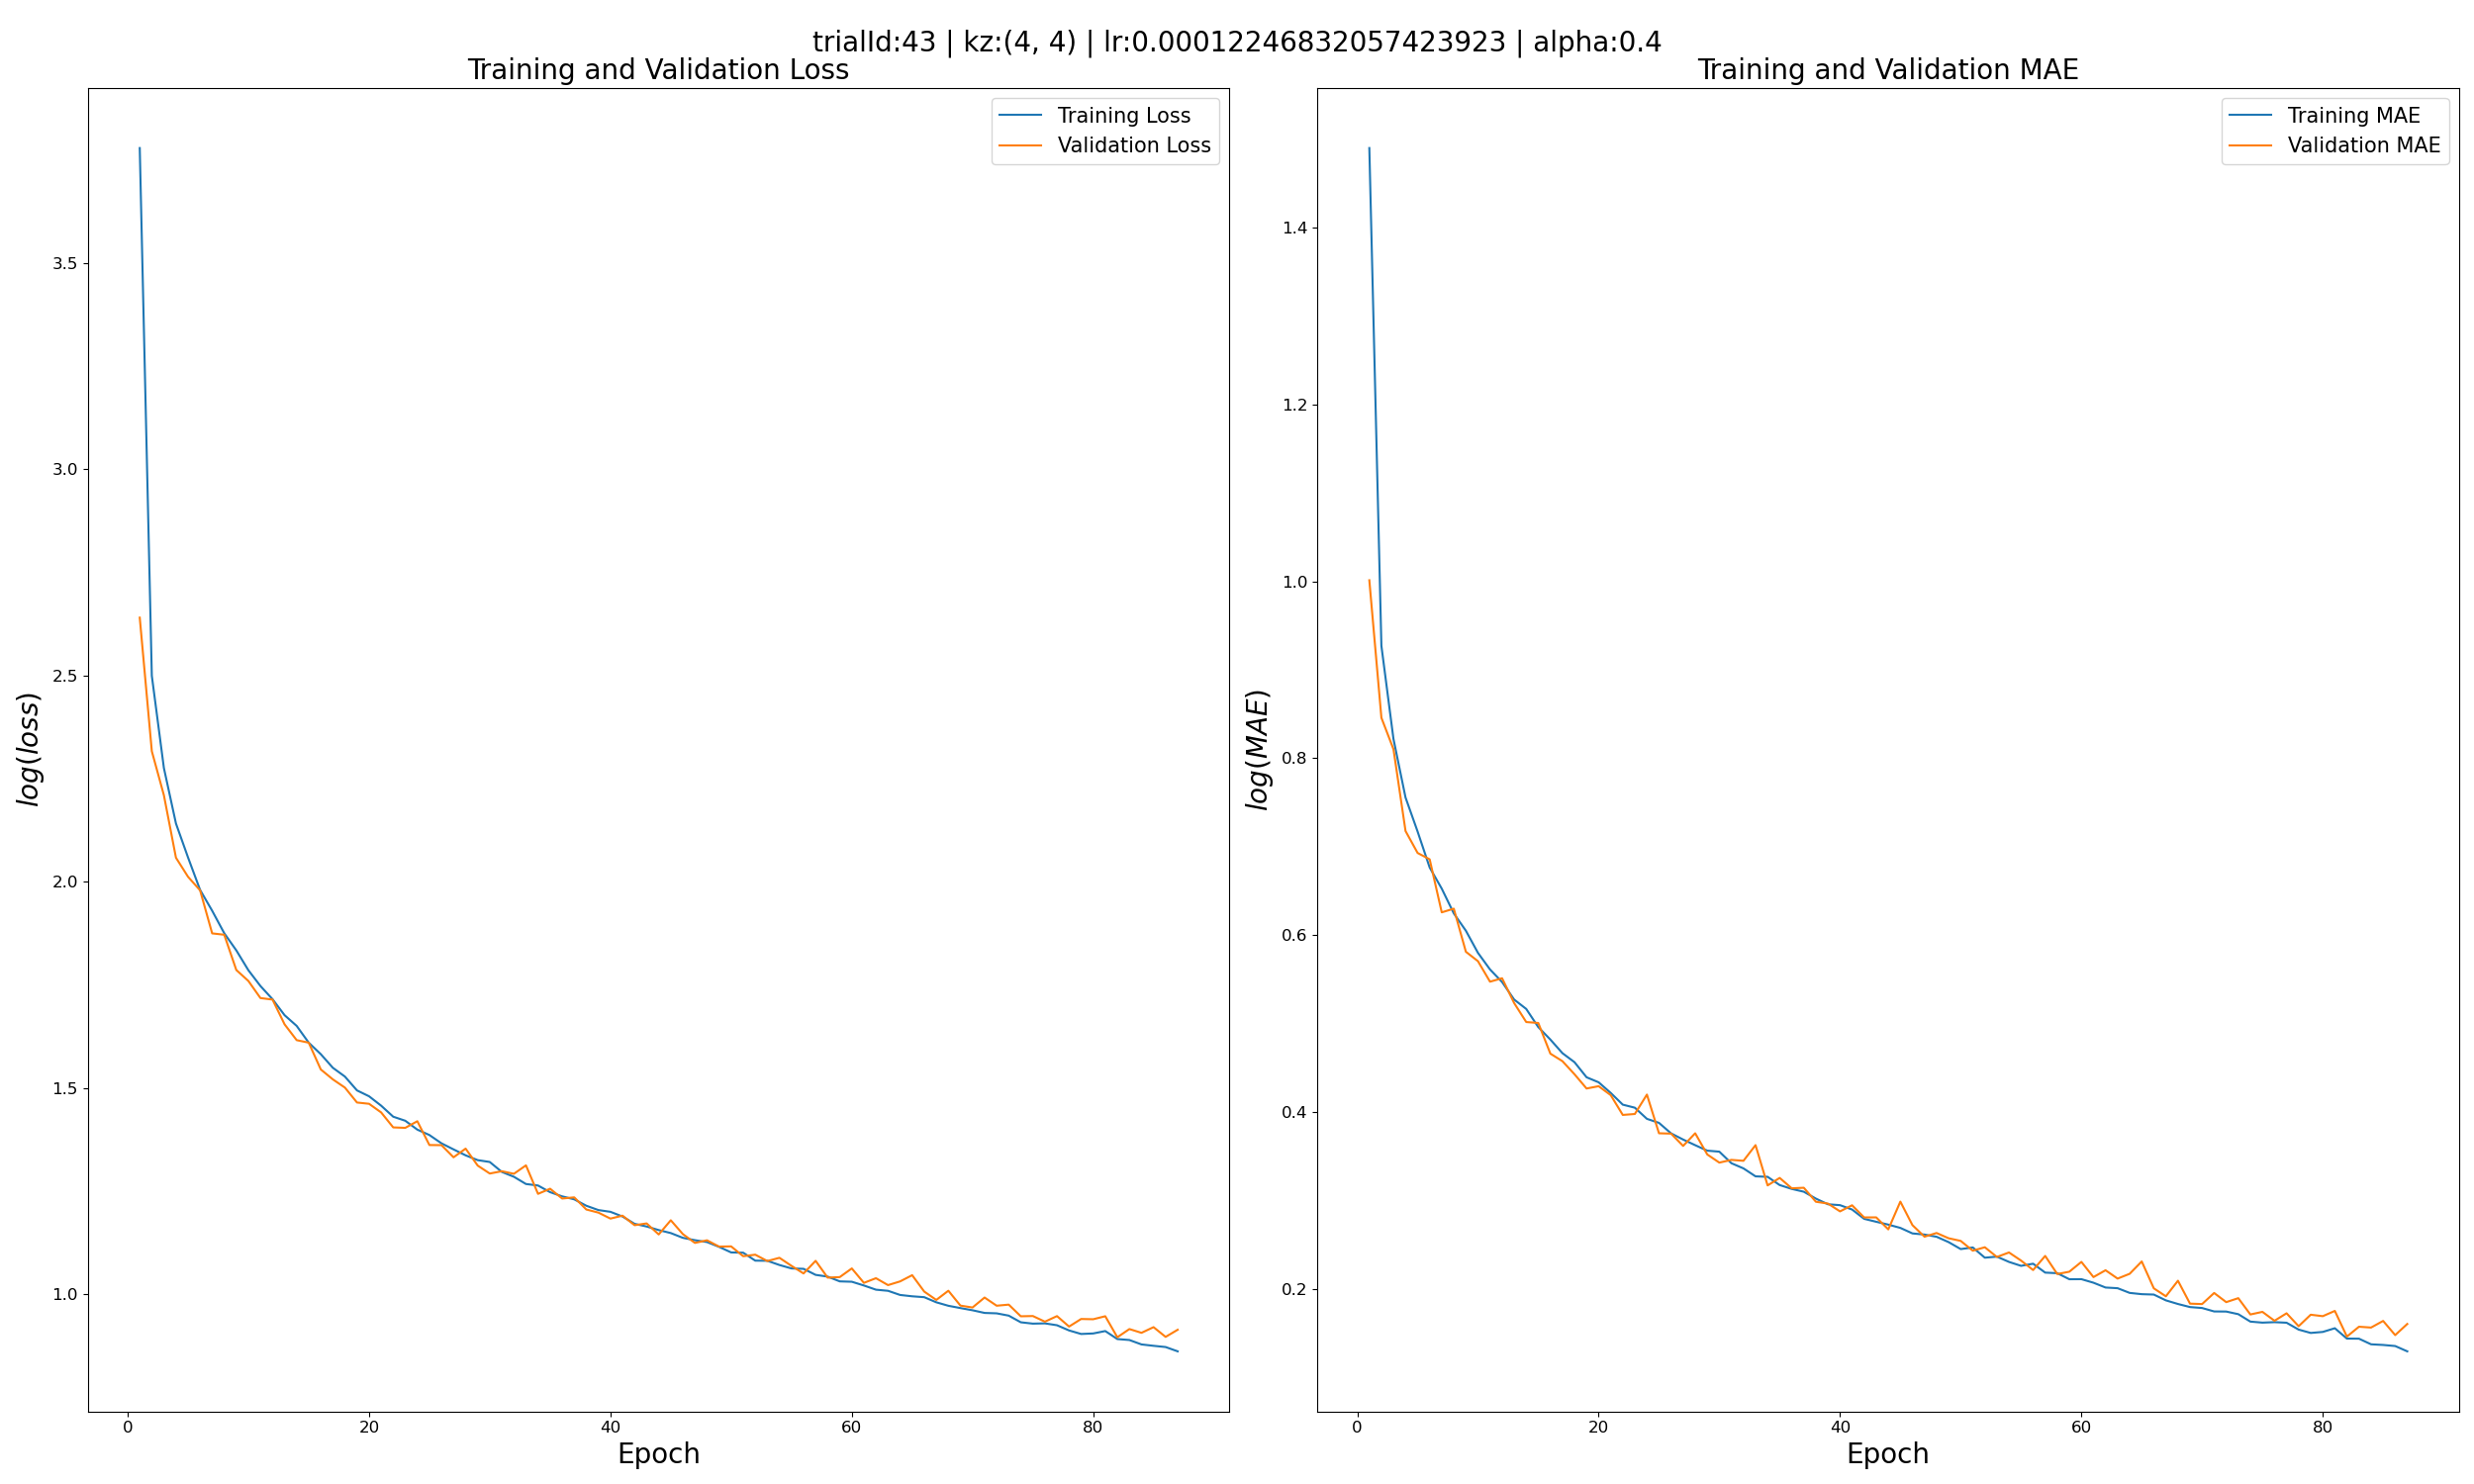 trialId:43 | kz:(4, 4) | lr:0.00012246832057423923 | alpha:0.4
Training and Validation Loss
Training Loss
Validation Loss
3.5
3.0
2.5
2.0
1.5
1.0
log(loss)
0 20 40 60 80
Epoch
Training and Validation MAE
Training MAE
Validation MAE
1.4
1.2
1.0
0.8
0.6
0.4
0.2
log(MAE)
0 20 40 60 80
Epoch